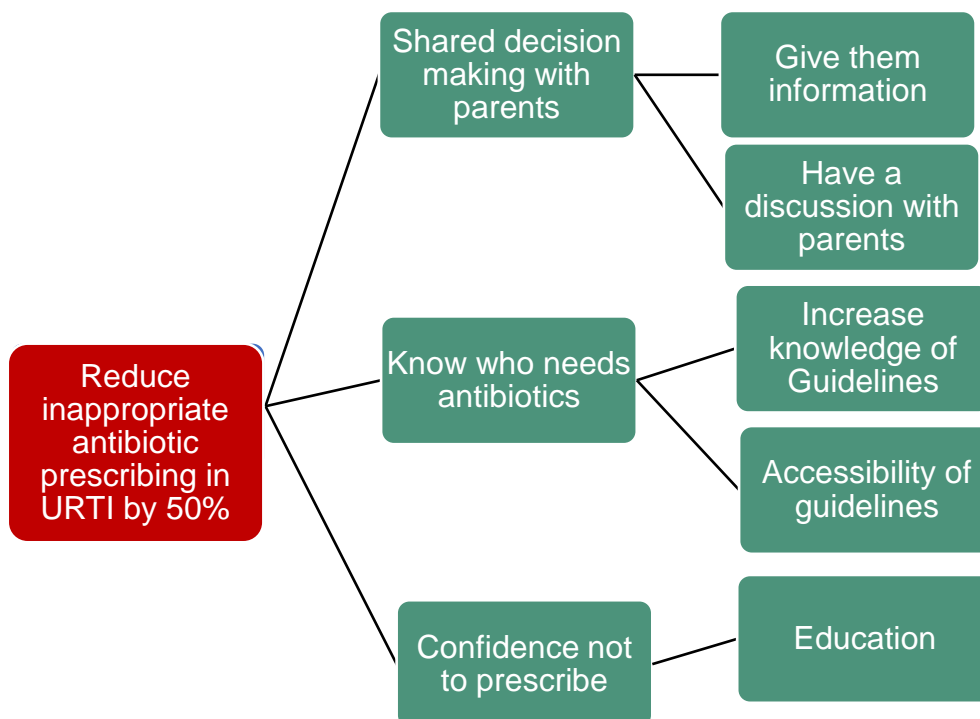 Shared decision
making with
parents
Give them
information
Have a
discussion with
parents
Reduce
inappropriate
antibiotic
prescribing in
URTI by 50%
Know who needs
antibiotics
Increase
knowledge of
Guidelines
Accessibility of
guidelines
Confidence not
to prescribe
Education